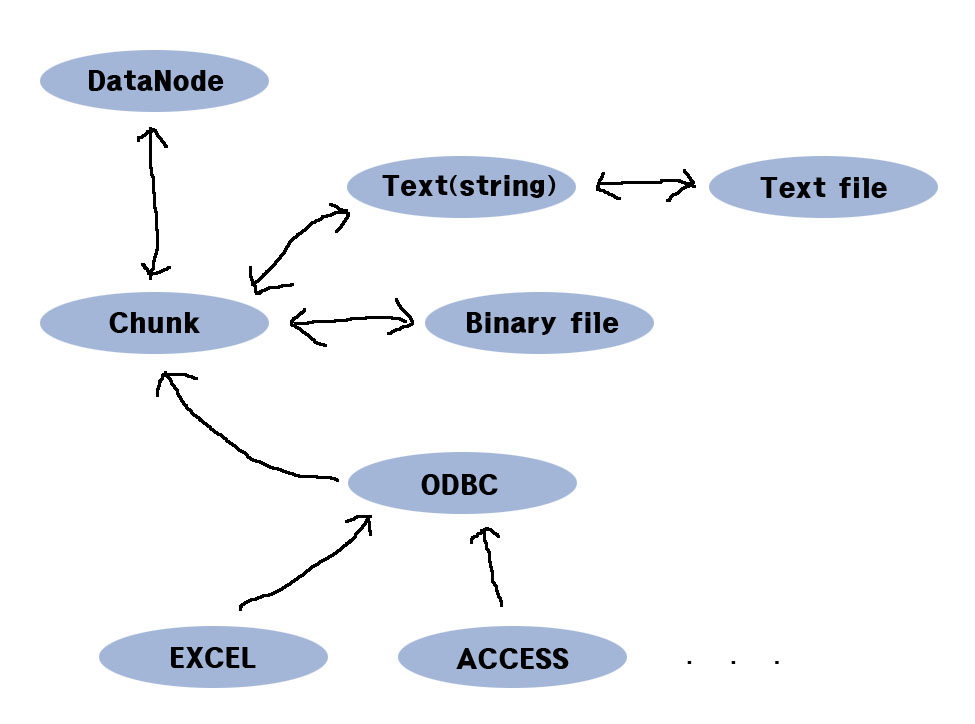 DataNode
Text(string)
Text file
Chunk
Binary file
ODBC
EXCEL
ACCESS
. . .